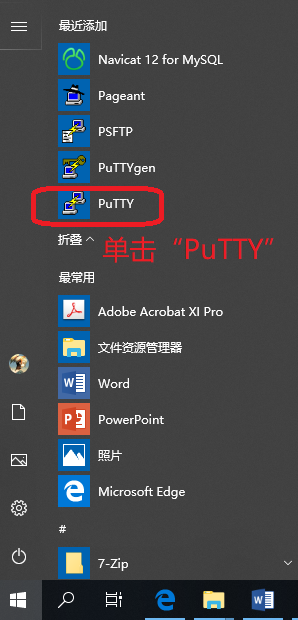 最近添加
Navicat 12 for MySQL
Pageant
PSFTP
PuTTYgen
PuTTY
折叠
单击“PuTTY”
最常用
Adobe Acrobat XI Pro
文件资源管理器
Word
PowerPoint
照片
Microsoft Edge
#
7-Zip